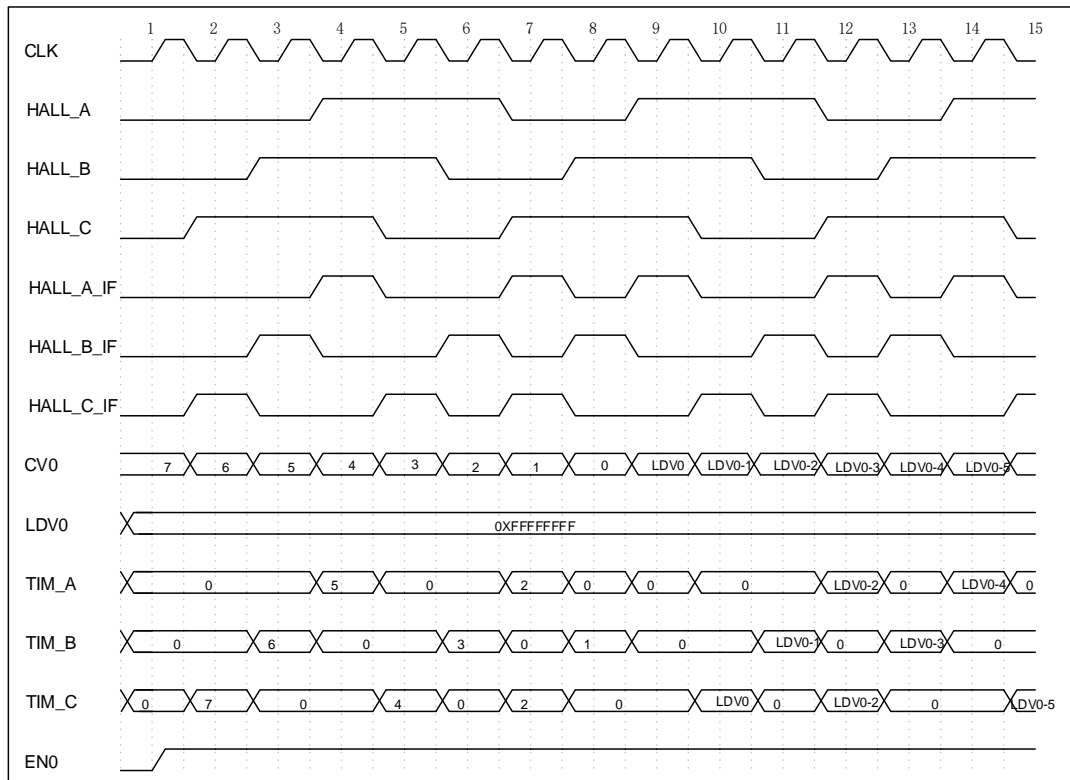 1 2 3 4 5 6 7 8 9 10 11 12 13 14 15
CLK
HALL_A
HALL_B
HALL_C
HALL_A_IF
HALL_B_IF
HALL_C_IF
CV0 7 6 5 4 3 2 1 0 LDV0 LDV0-1 LDV0-2 LDV0-3 LDV0-4 LDV0-5
LDV0 0XFFFFFFFF
TIM_A 0 5 0 2 0 0 0 LDV0-2 0 LDV0-4 0
TIM_B 0 6 0 3 0 1 0 LDV0-1 0 LDV0-3 0
TIM_C 0 7 0 4 0 2 0 LDV0 0 LDV0-2 0 LDV0-5
EN0